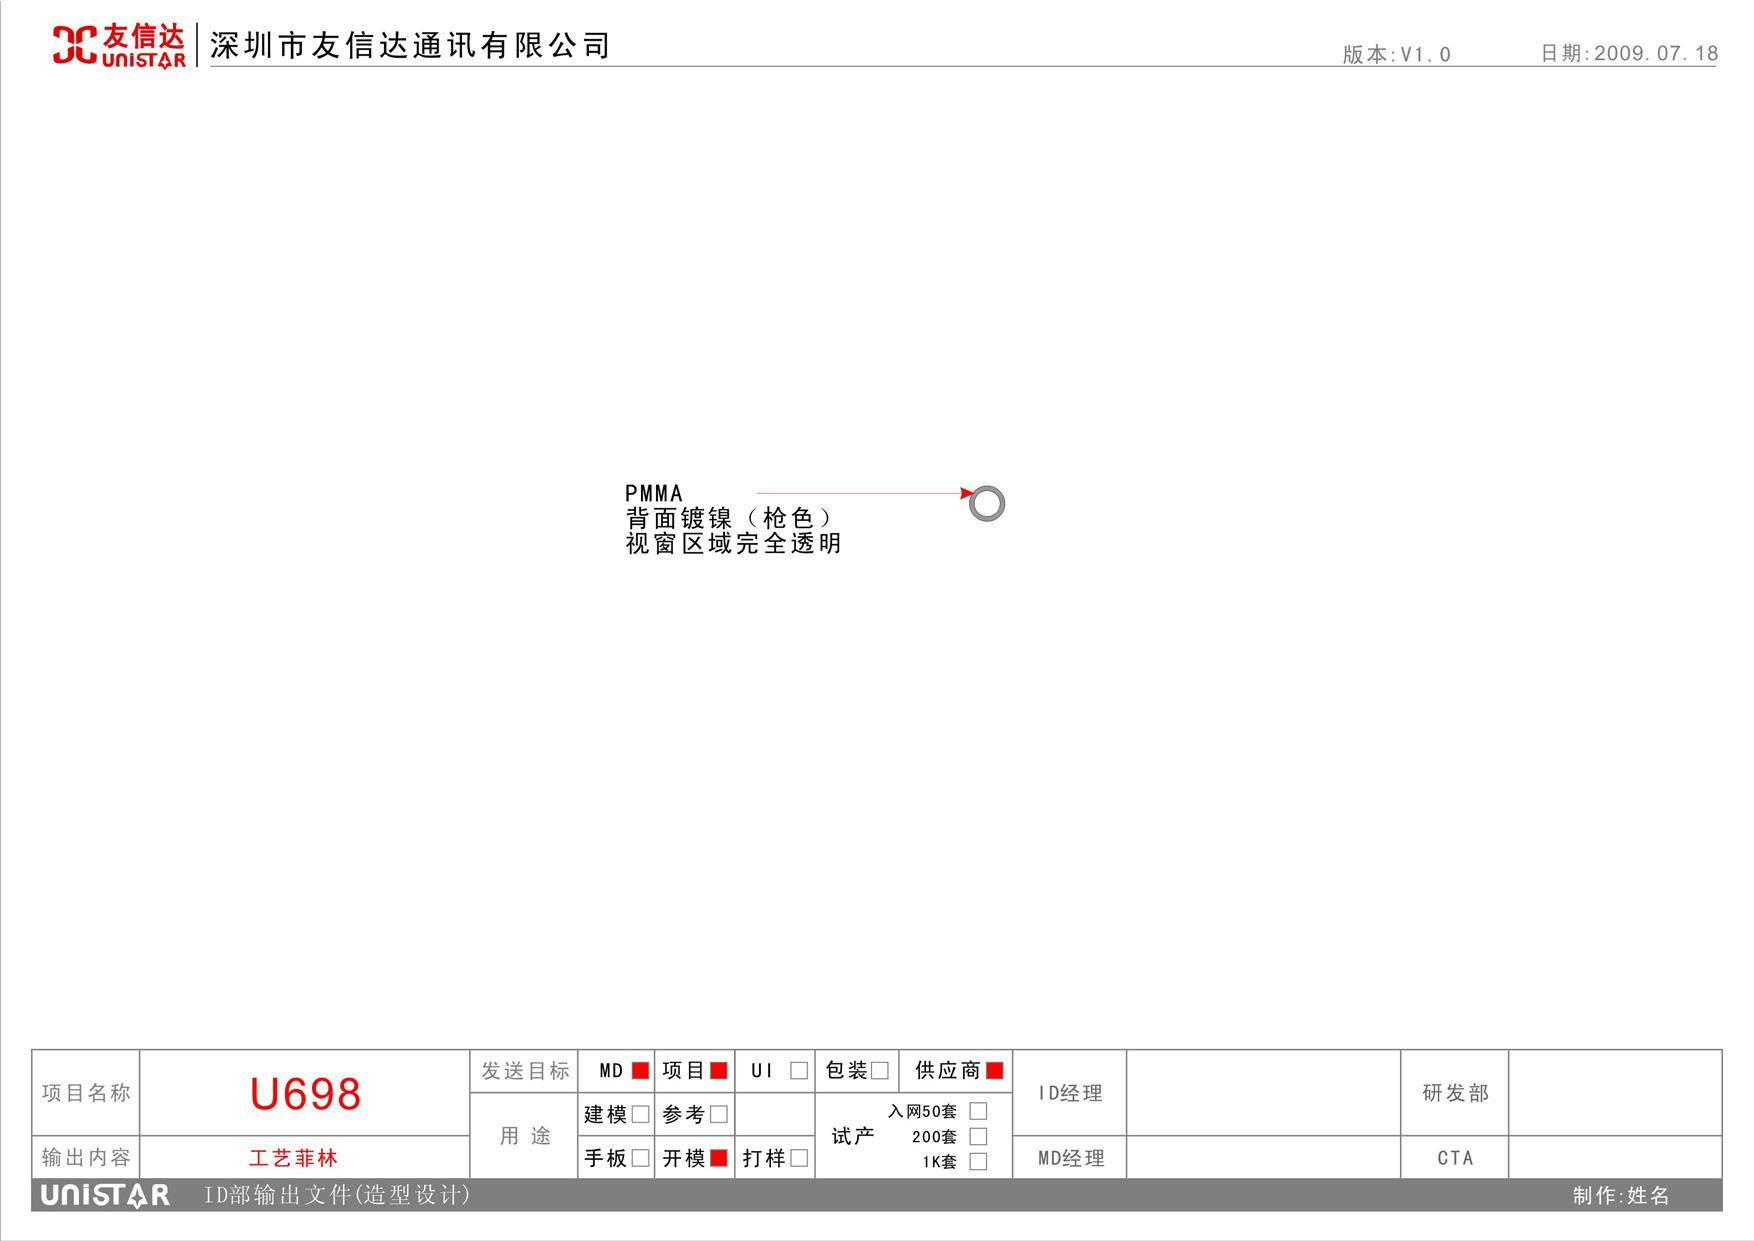 友信达
UNISTAR
深圳市友信达通讯有限公司
版本:V1.0
日期:2009.07.18
PMMA
背面镀镍（枪色）
视窗区域完全透明
项目名称
U698
发送目标
MD
项目
UI
包装
供应商
ID经理
研发部
用 途
建模
参考
试产
入网50套
200套
1K套
手板
开模
打样
输出内容
工艺菲林
MD经理
CTA
UNISTAR
ID部输出文件(造型设计)
制作:姓名